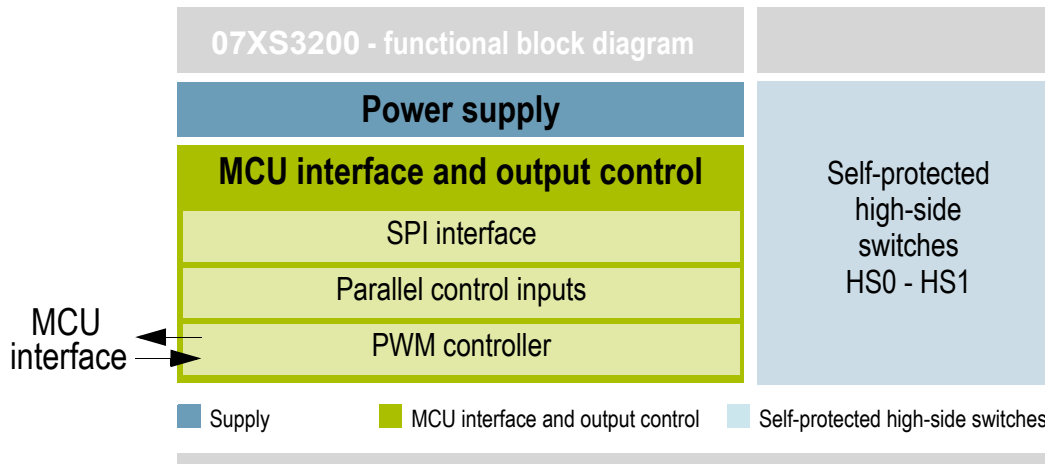 07XS3200 - functional block diagram
Power supply
MCU interface and output control
SPI interface
Parallel control inputs
PWM controller
MCU
interface
Self-protected
high-side
switches
HS0 - HS1
Supply
MCU interface and output control
Self-protected high-side switches